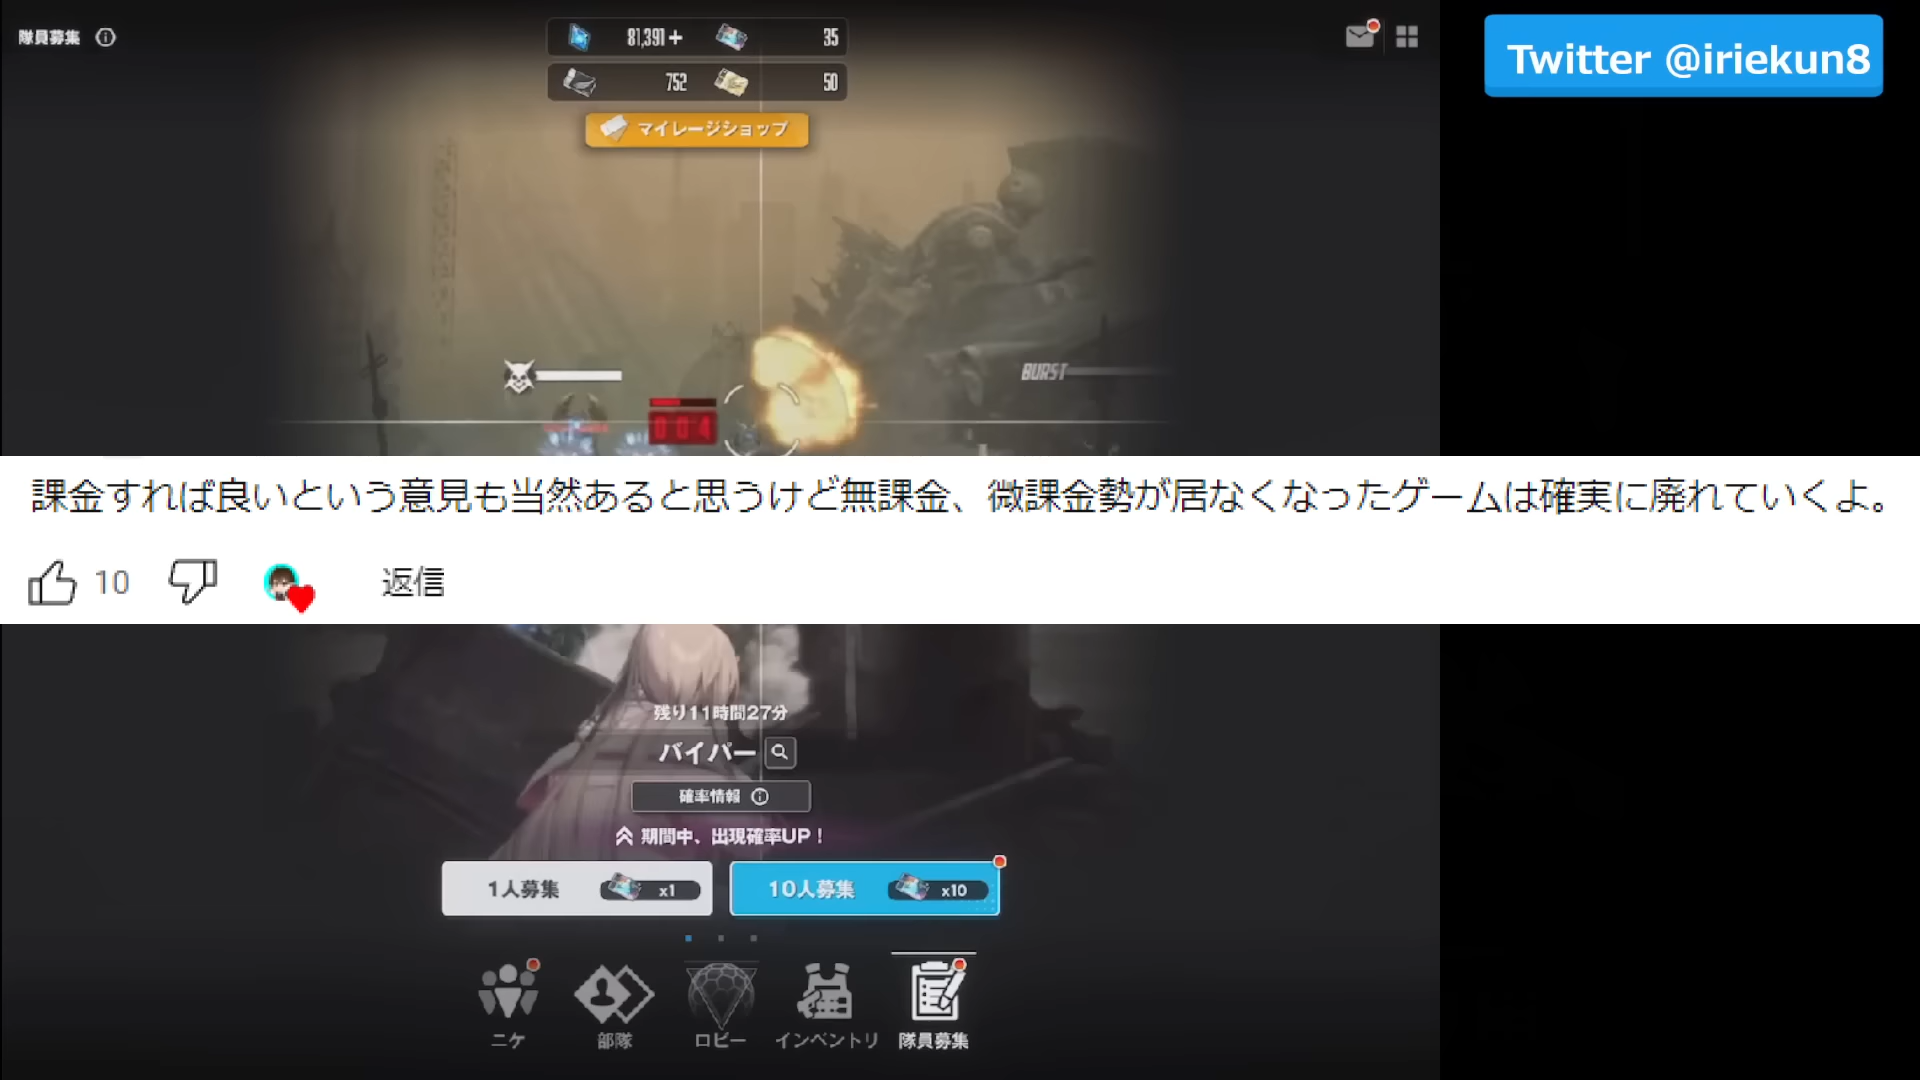 隊員募集
81,391+
35
752
50
マイレージショップ
Twitter @iriekun8
BURST
004
課金すれば良いという意見も当然あると思うけど無課金、微課金勢が居なくなったゲームは確実に廃れていくよ。
10
返信
残り11時間27分
バイパー
確率情報
期間中、出現確率UP！
1人募集
x1
10人募集
x10
ニケ
部隊
ロビー
インベントリ
隊員募集